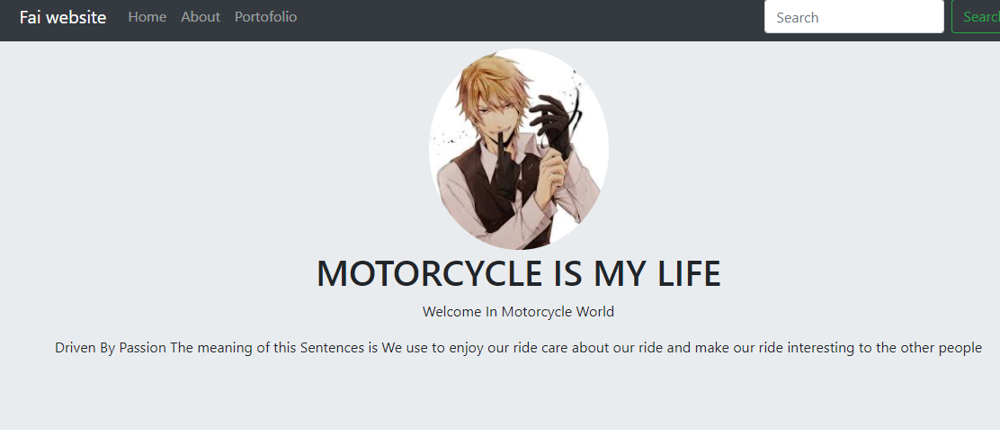 Fai website Home About Portofolio Search Search
MOTORCYCLE IS MY LIFE
Welcome In Motorcycle World
Driven By Passion The meaning of this Sentences is We use to enjoy our ride care about our ride and make our ride interesting to the other people